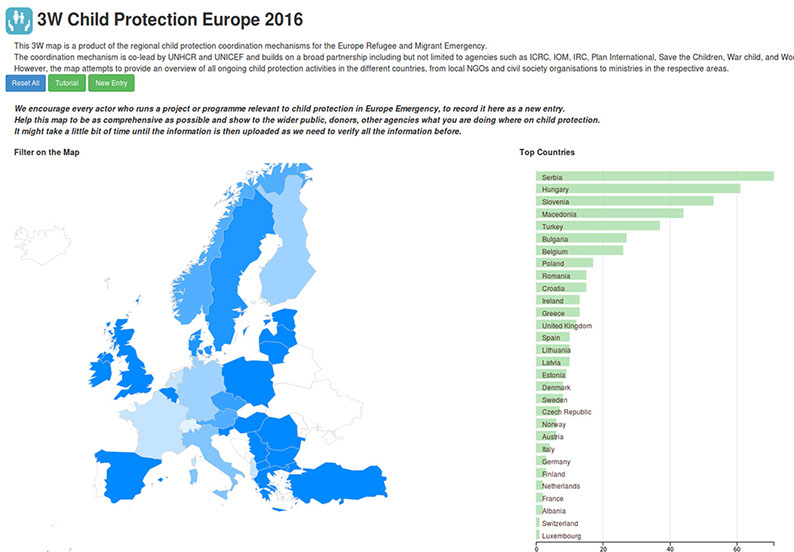 3W Child Protection Europe 2016
This 3W map is a product of the regional child protection coordination mechanisms for the Europe Refugee and Migrant Emergency.
The coordination mechanism is co-lead by UNHCR and UNICEF and builds on a broad partnership including but not limited to agencies such as ICRC, IOM, IRC, Plan International, Save the Children, War child, and Wo
However, the map attempts to provide an overview of all ongoing child protection activities in the different countries, from local NGOs and civil society organisations to ministries in the respective areas.
Reset All Tutorial New Entry
We encourage every actor who runs a project or programme relevant to child protection in Europe Emergency, to record it here as a new entry.
Help this map to be as comprehensive as possible and show to the wider public, donors, other agencies what you are doing where on child protection.
It might take a little bit of time until the information is then uploaded as we need to verify all the information before.
Filter on the Map
Top Countries
Serbia
Hungary
Slovenia
Macedonia
Turkey
Bulgaria
Belgium
Poland
Romania
Croatia
Ireland
Greece
United Kingdom
Spain
Lithuania
Latvia
Estonia
Denmark
Sweden
Czech Republic
Norway
Austria
Italy
Germany
Finland
Netherlands
France
Albania
Switzerland
Luxembourg
0 20 40 60